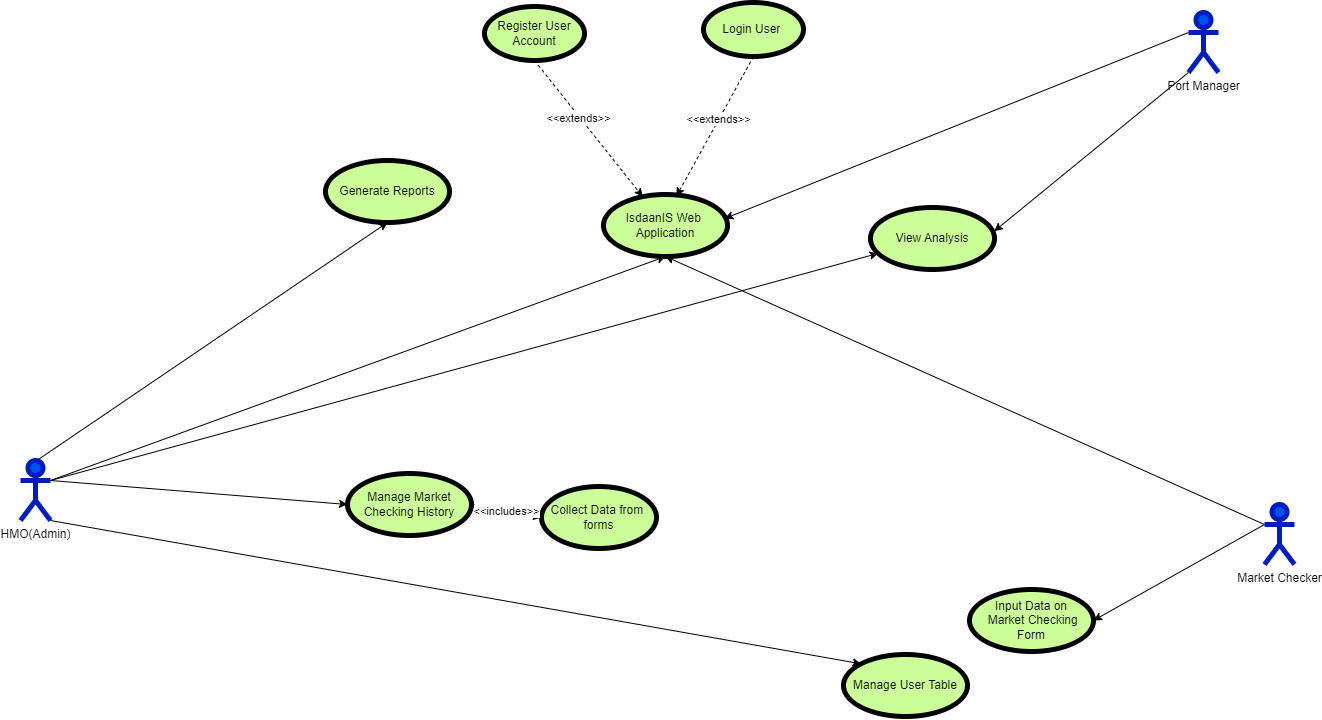 Register User
Account
Login User
Port Manager
<<extends>>
<<extends>>
Generate Reports
IsdaanIS Web
Application
View Analysis
HMO(Admin)
Manage Market
Checking History
<<includes>>
Collect Data from
forms
Market Checker
Input Data on
Market Checking
Form
Manage User Table